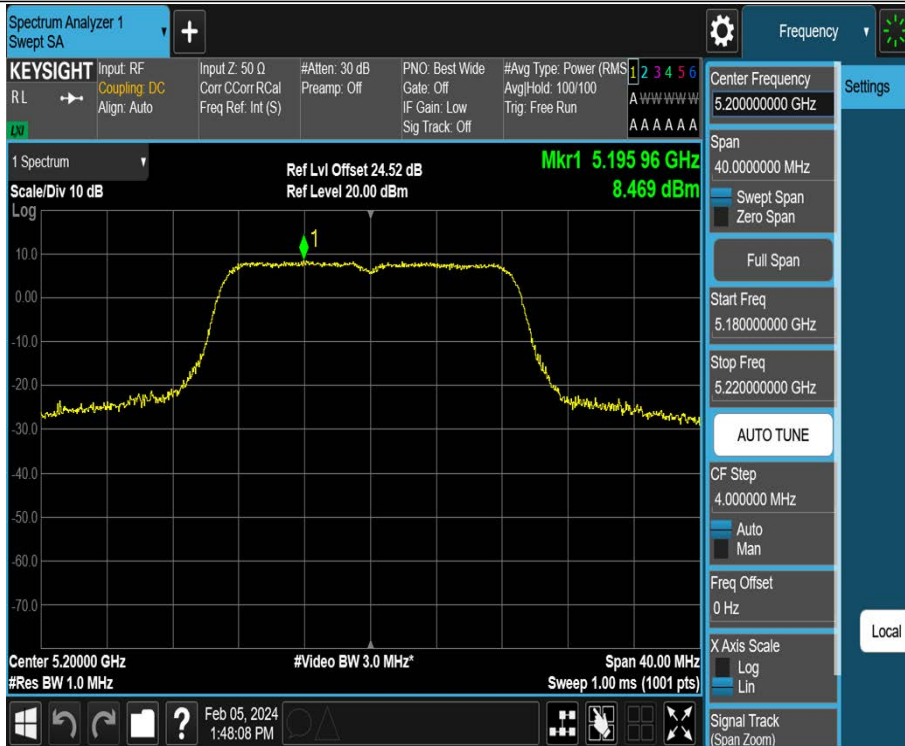 Spectrum Analyzer 1
Swept SA
+
Frequency
KEYSIGHT
RL
LXI
Input: RF
Coupling: DC
Align: Auto
Input Z: 50 Ω
Corr CCorr RCal
Freq Ref: Int (S)
#Atten: 30 dB
Preamp: Off
PNO: Best Wide
Gate: Off
IF Gain: Low
Sig Track: Off
#Avg Type: Power (RMS
Avg|Hold: 100/100
Trig: Free Run
1 2 3 4 5 6
A W W W W W
A A A A A A
1 Spectrum
Scale/Div 10 dB
Log
Ref Lvl Offset 24.52 dB
Ref Level 20.00 dBm
Mkr1 5.195 96 GHz
8.469 dBm
1
10.0
0.00
-10.0
-20.0
-30.0
-40.0
-50.0
-60.0
-70.0
Center 5.20000 GHz
#Res BW 1.0 MHz
#Video BW 3.0 MHz*
Span 40.00 MHz
Sweep 1.00 ms (1001 pts)
?
Feb 05, 2024
1:48:08 PM
Center Frequency
5.200000000 GHz
Span
40.0000000 MHz
Swept Span
Zero Span
Full Span
Start Freq
5.180000000 GHz
Stop Freq
5.220000000 GHz
AUTO TUNE
CF Step
4.000000 MHz
Auto
Man
Freq Offset
0 Hz
X Axis Scale
Log
Lin
Signal Track
(Span Zoom)
Settings
Local